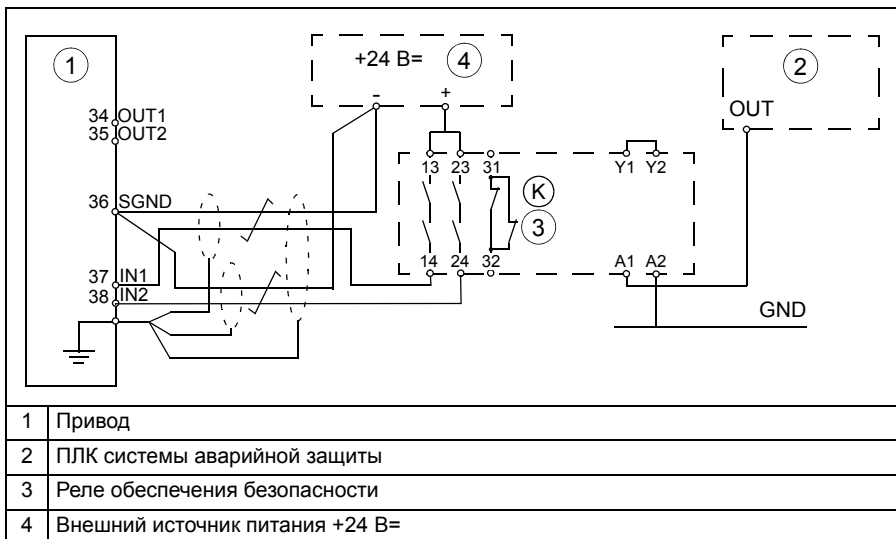 1
+24 В= 4
2
- +
OUT
34 OUT1
35 OUT2
13 23 31
Y1 Y2
K
36 SGND
3
14 24 32
A1 A2
37 IN1
38 IN2
GND
1 Привод
2 ПЛК системы аварийной защиты
3 Реле обеспечения безопасности
4 Внешний источник питания +24 В=